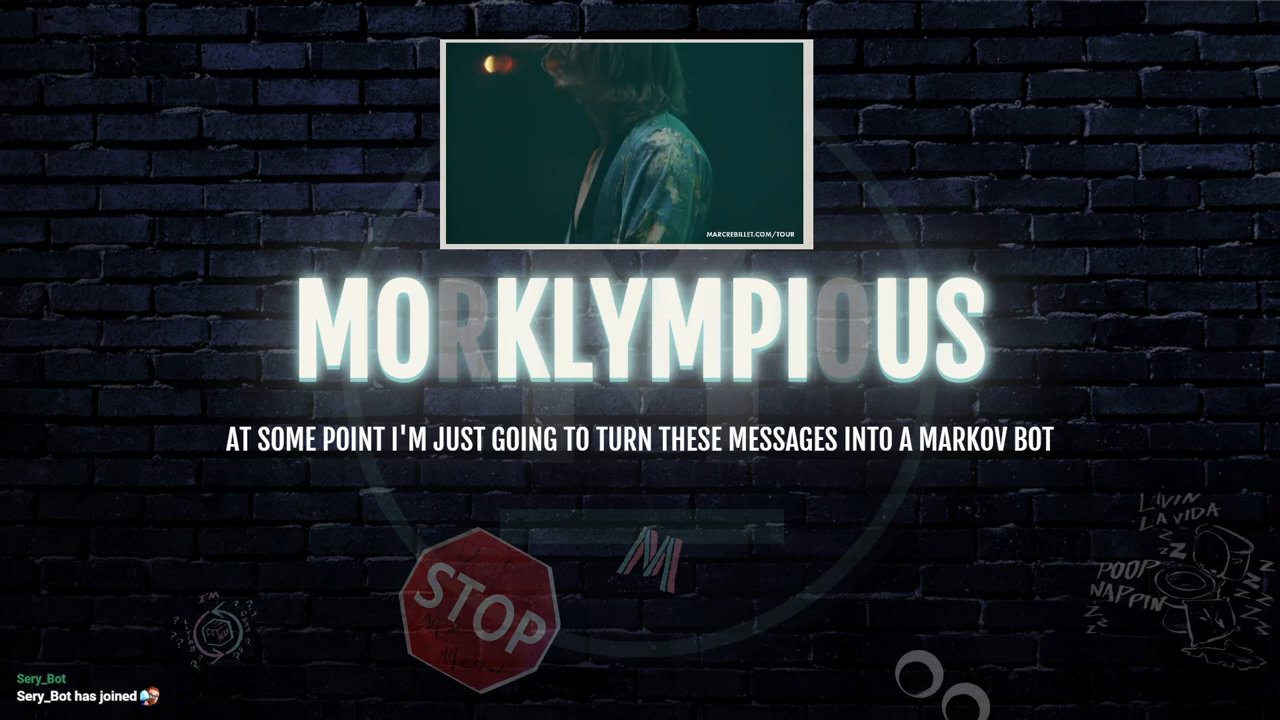 MARCREBILLET.COM/TOUR
MORKLYMPIOUS
AT SOME POINT I'M JUST GOING TO TURN THESE MESSAGES INTO A MARKOV BOT
LIVIN
LA VIDA
POOP
NAPPIN
STOP
M
I'M
Sery_Bot
Sery_Bot has joined